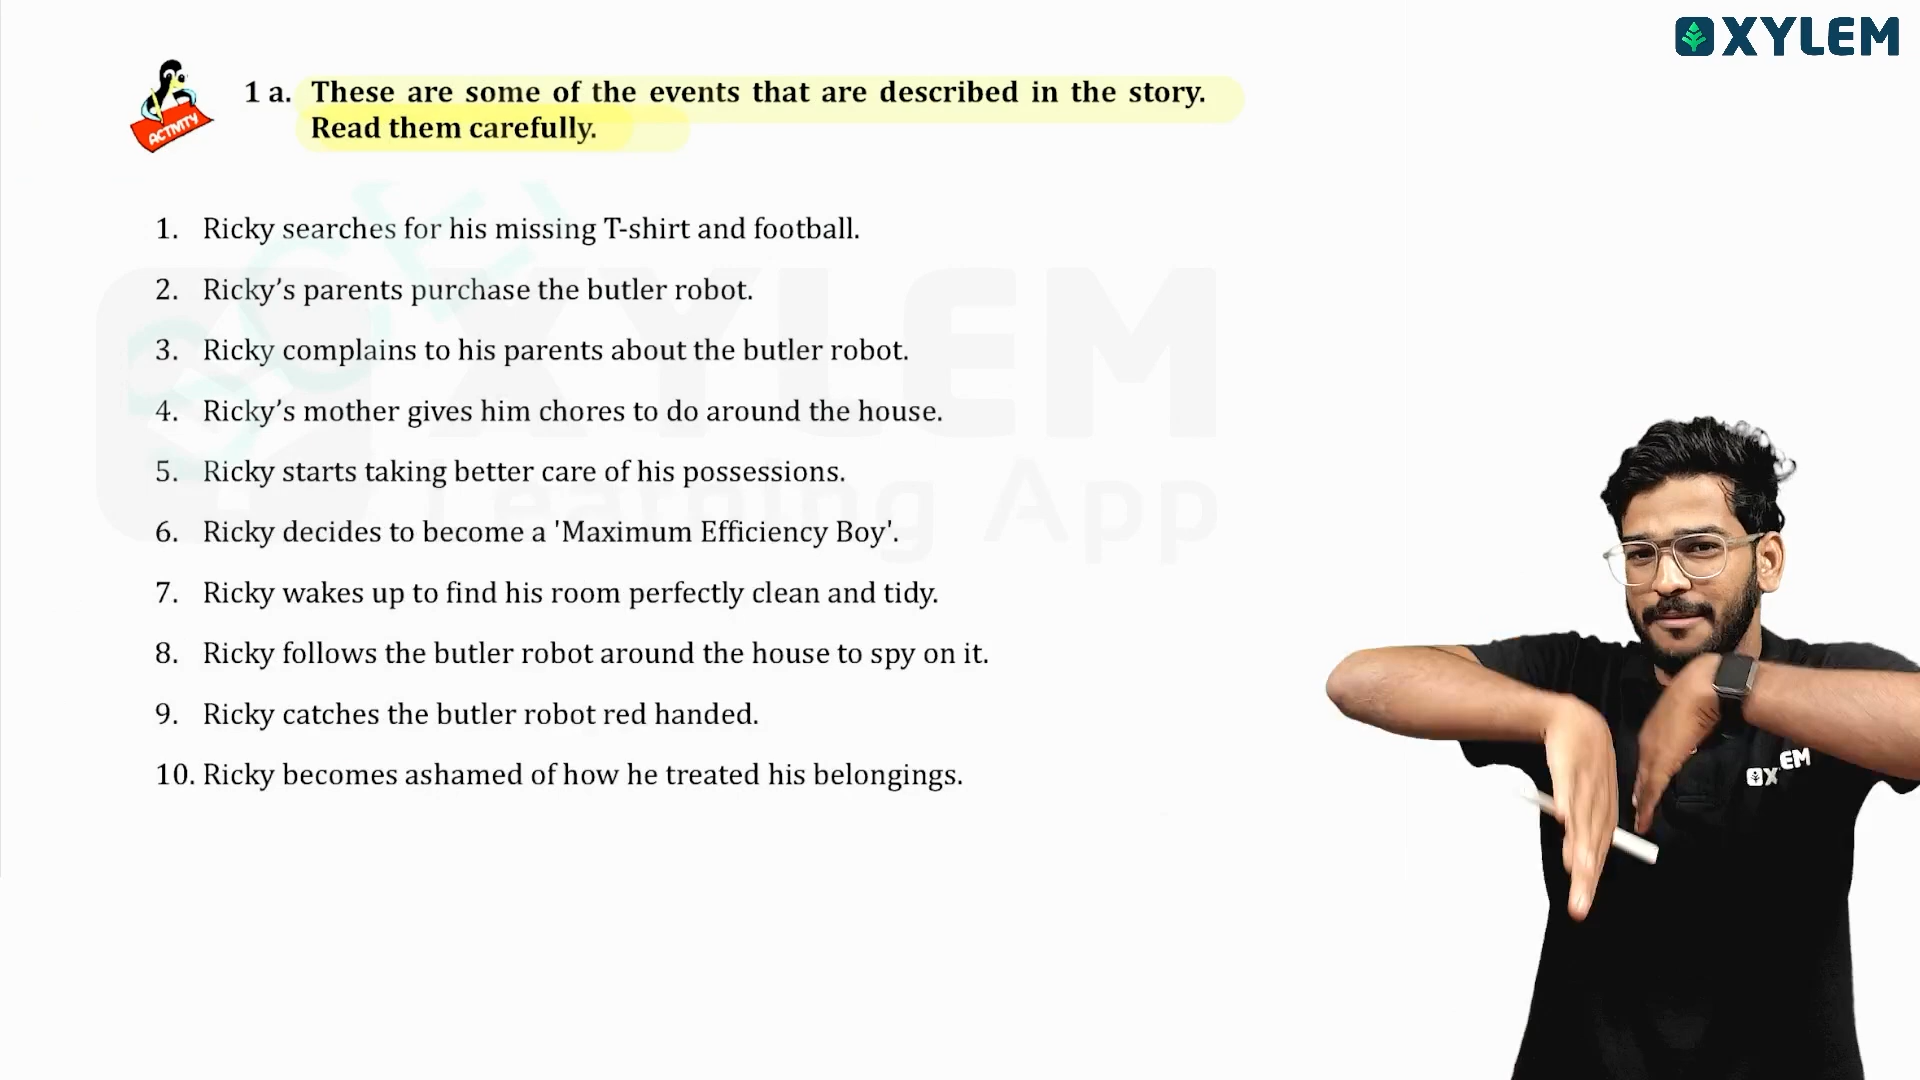 XYLEM
ACTIVITY
1 a. These are some of the events that are described in the story.
Read them carefully.
1. Ricky searches for his missing T-shirt and football.
2. Ricky’s parents purchase the butler robot.
3. Ricky complains to his parents about the butler robot.
4. Ricky’s mother gives him chores to do around the house.
5. Ricky starts taking better care of his possessions.
6. Ricky decides to become a 'Maximum Efficiency Boy'.
7. Ricky wakes up to find his room perfectly clean and tidy.
8. Ricky follows the butler robot around the house to spy on it.
9. Ricky catches the butler robot red handed.
10. Ricky becomes ashamed of how he treated his belongings.
XYLEM
Learning App